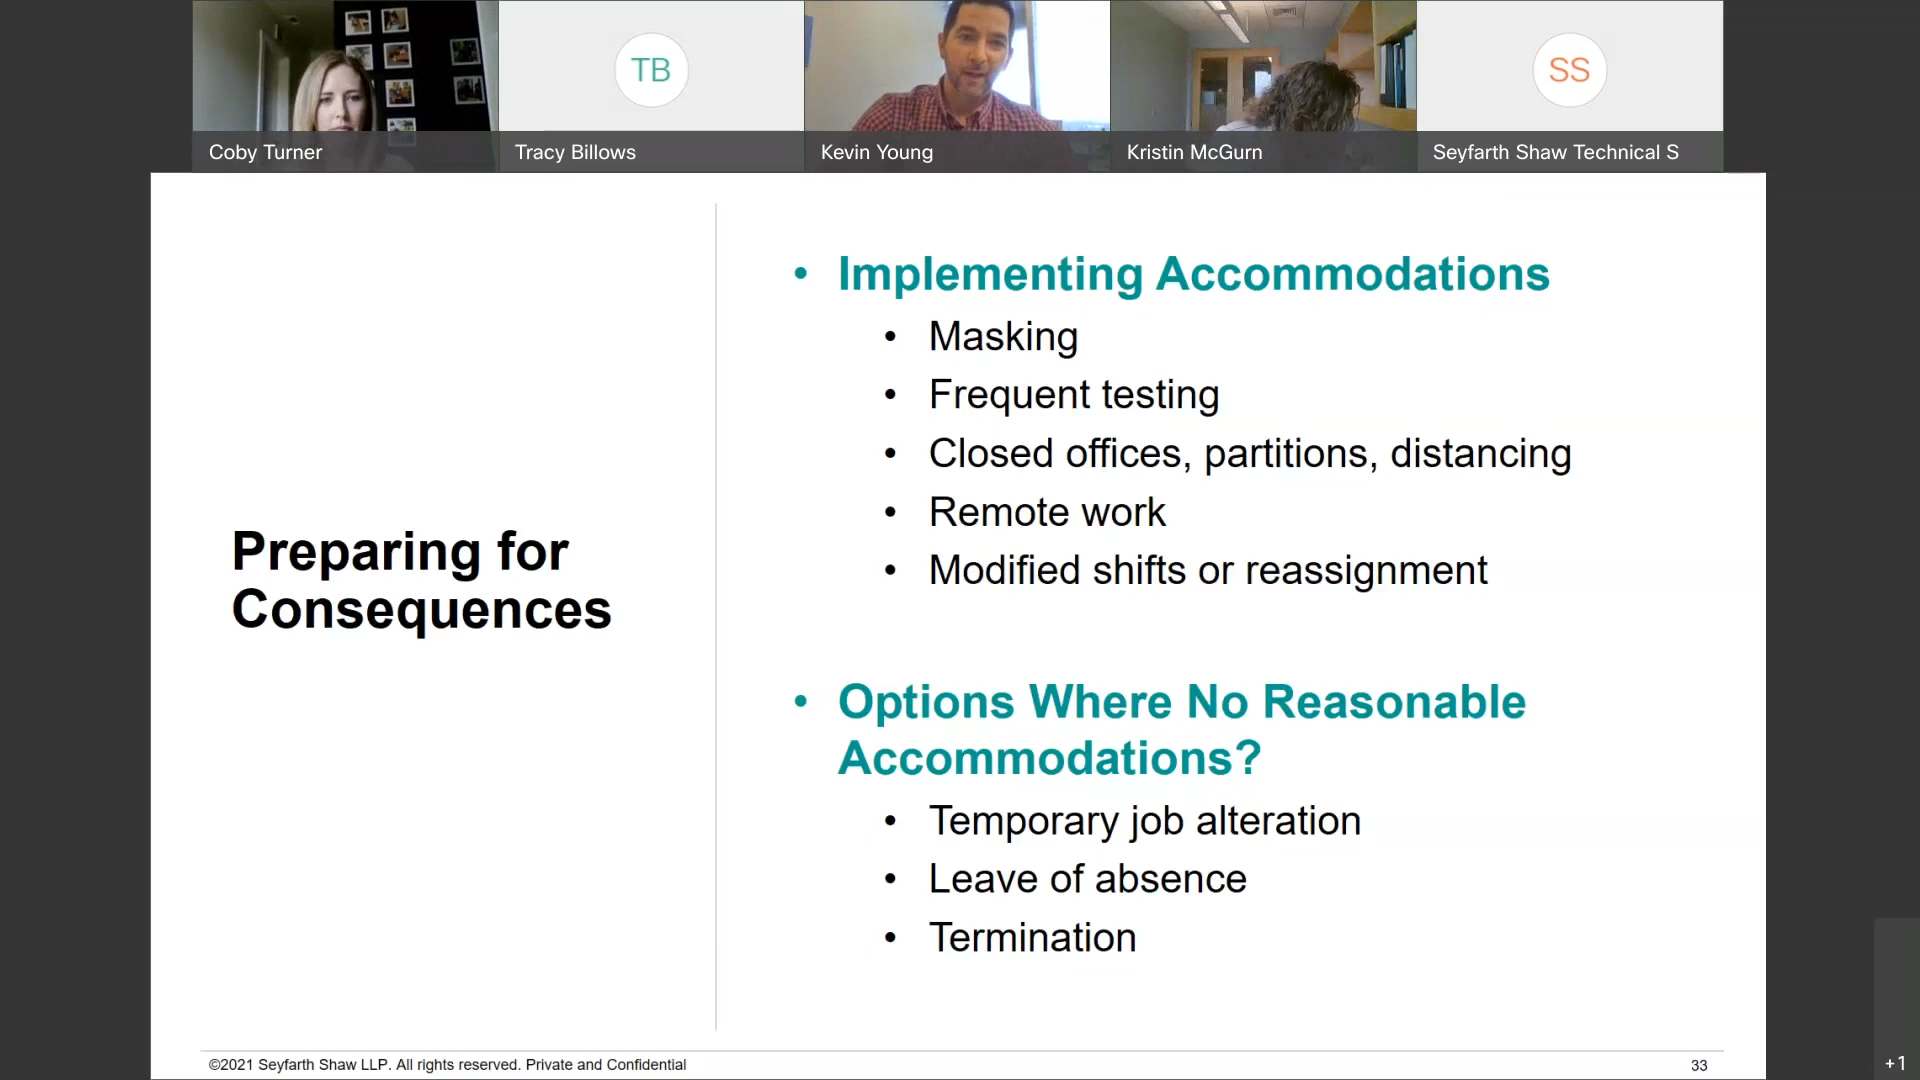 Coby Turner
TB
Tracy Billows
Kevin Young
Kristin McGurn
SS
Seyfarth Shaw Technical S
Preparing for
Consequences
• Implementing Accommodations
• Masking
• Frequent testing
• Closed offices, partitions, distancing
• Remote work
• Modified shifts or reassignment
• Options Where No Reasonable
Accommodations?
• Temporary job alteration
• Leave of absence
• Termination
©2021 Seyfarth Shaw LLP. All rights reserved. Private and Confidential
33
+1